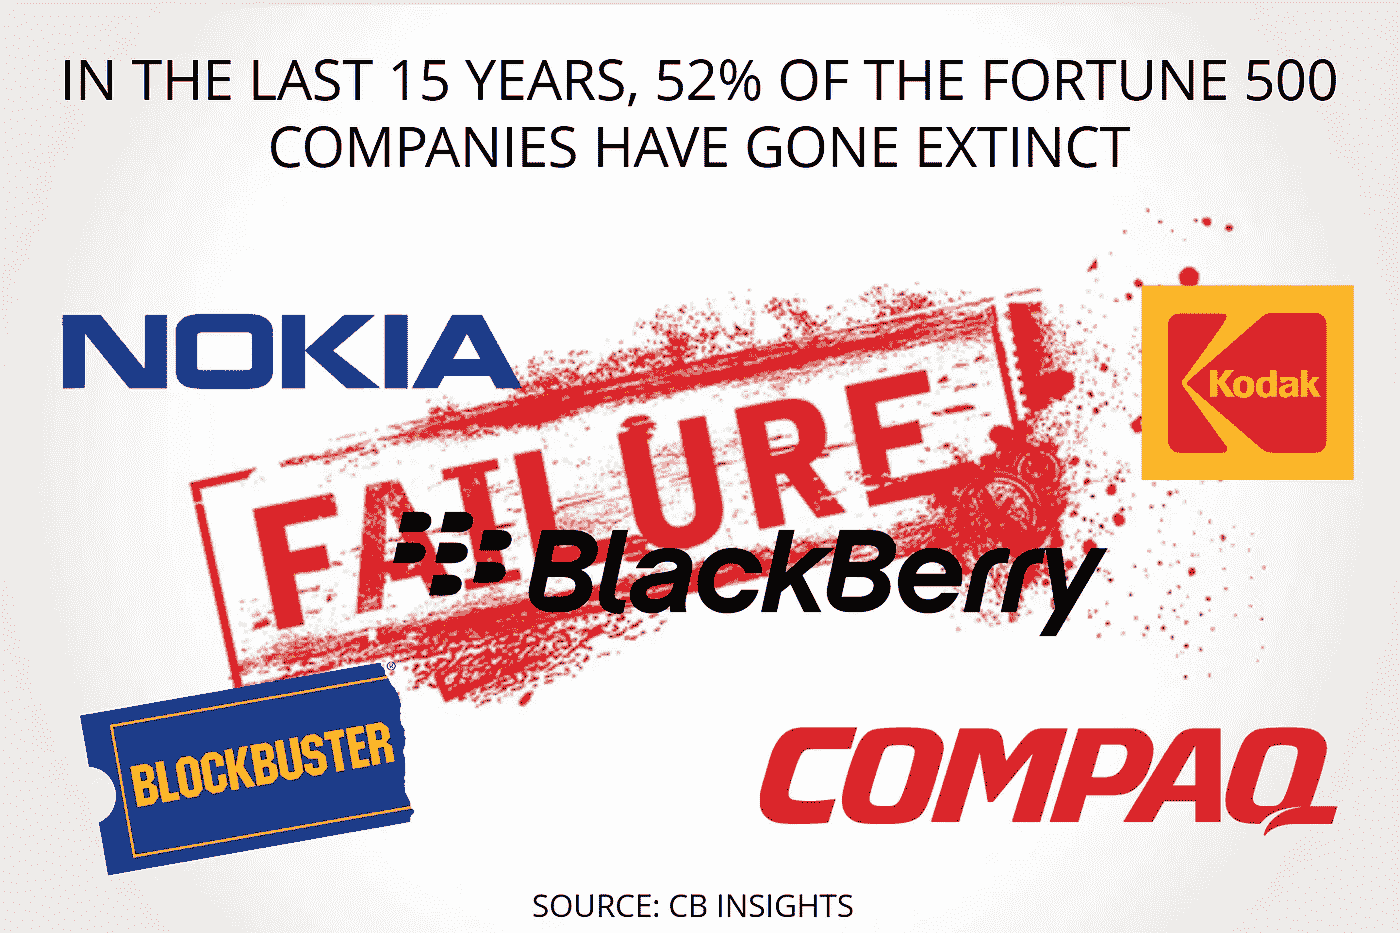 IN THE LAST 15 YEARS, 52% OF THE FORTUNE 500
COMPANIES HAVE GONE EXTINCT
NOKIA
Kodak
FAILURE
BlackBerry
BLOCKBUSTER
®
COMPAQ
SOURCE: CB INSIGHTS